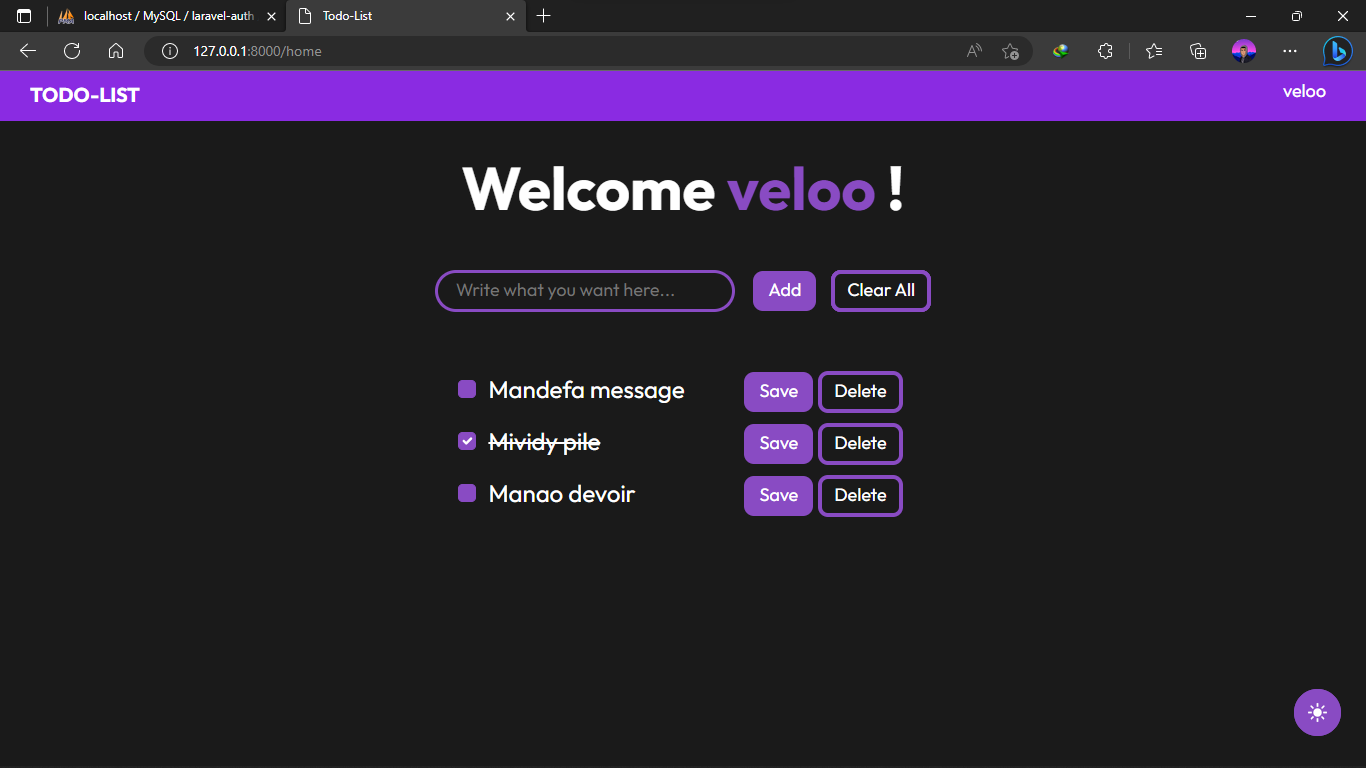 localhost / MySQL / laravel-auth
Todo-List
127.0.0.1:8000/home
TODO-LIST
veloo
Welcome veloo !
Write what you want here...
Add
Clear All
Mandefa message
Save
Delete
Mividy pile
Save
Delete
Manao devoir
Save
Delete